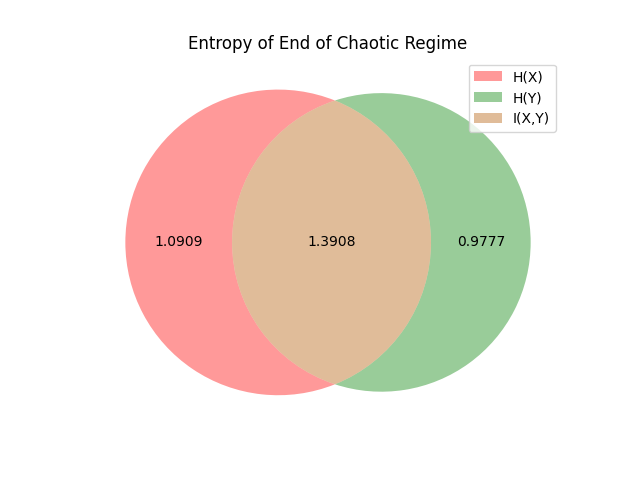 Entropy of End of Chaotic Regime
H(X)
H(Y)
I(X,Y)
1.0909
1.3908
0.9777